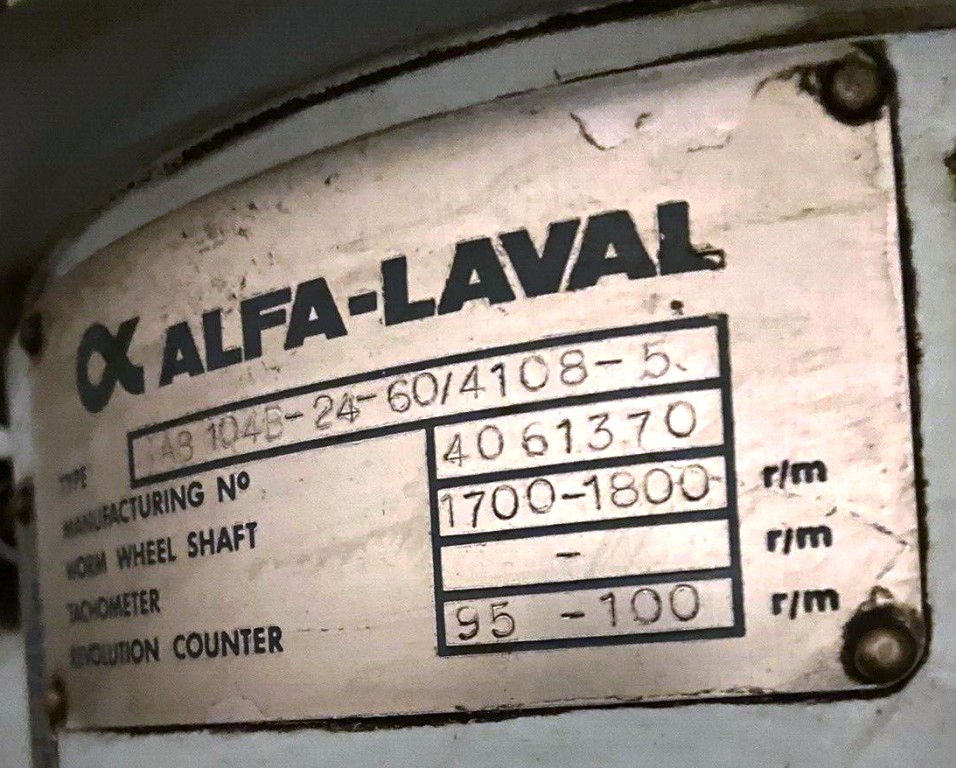 α ALFA-LAVAL
TYPE MAB 104B-24-60/4108-5
MANUFACTURING Nº 4061370
WORM WHEEL SHAFT 1700-1800 r/m
TACHOMETER - r/m
REVOLUTION COUNTER 95 -100 r/m